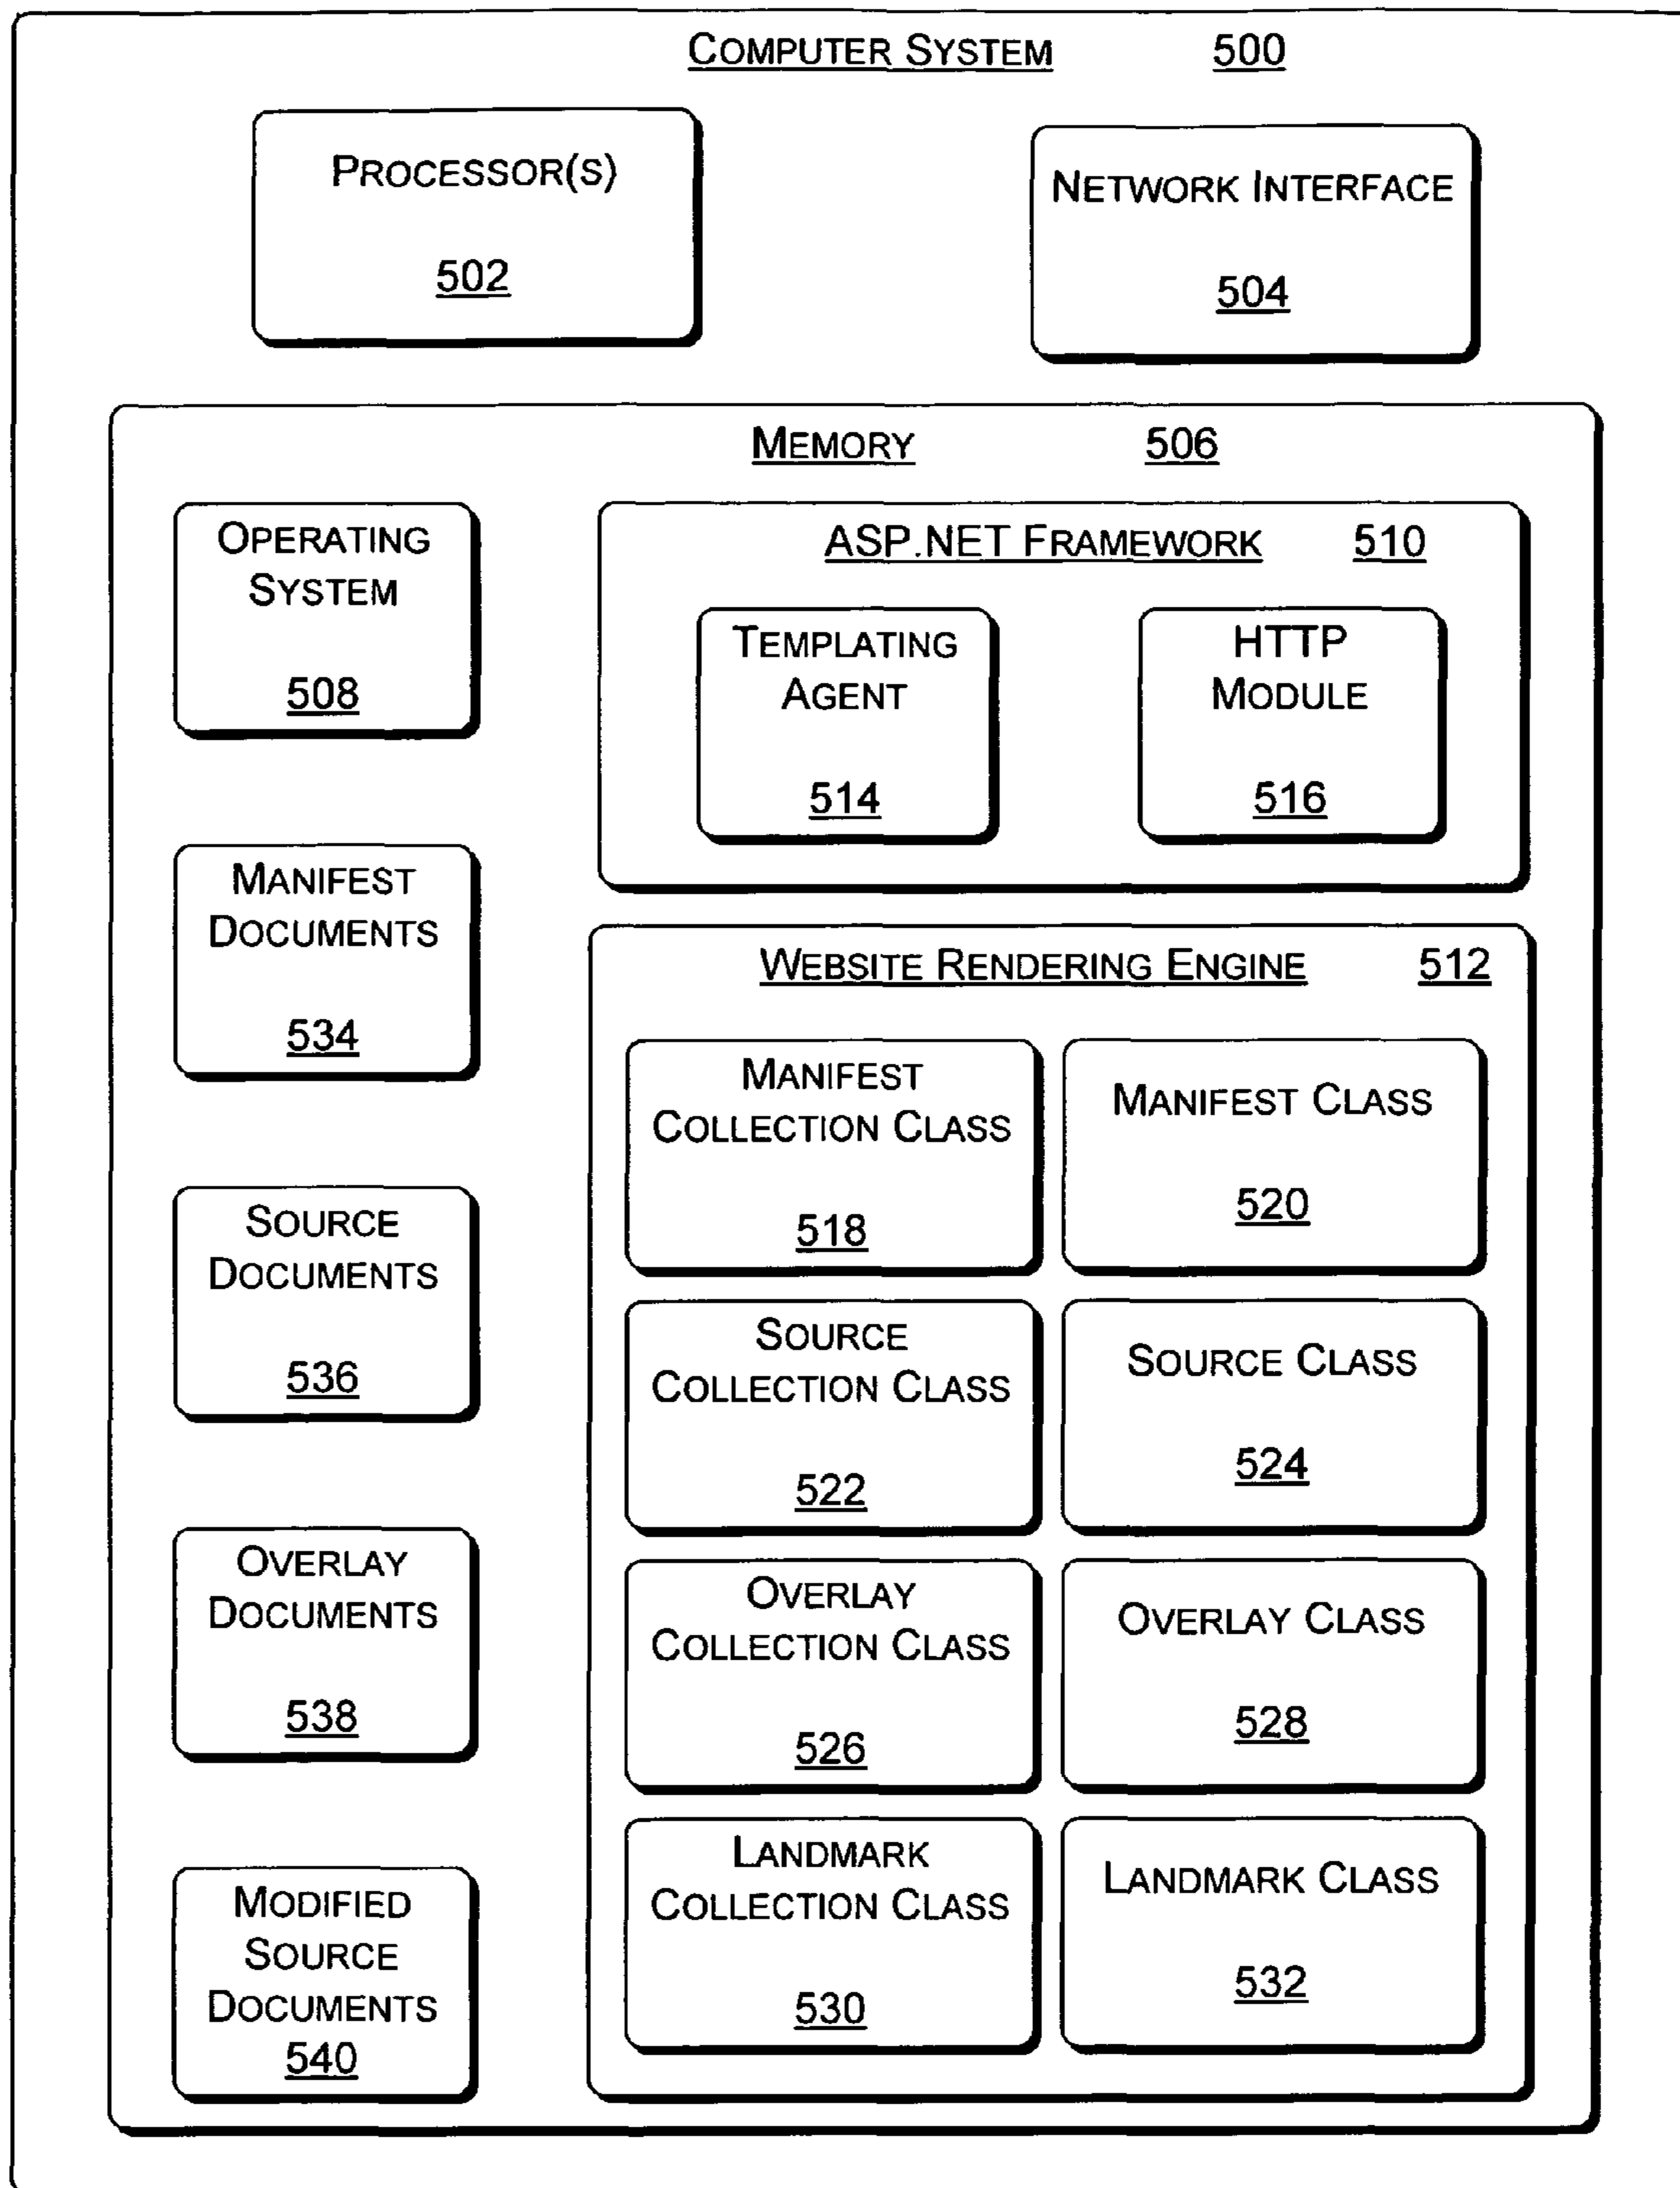 COMPUTER SYSTEM 500
PROCESSOR(S)
502
NETWORK INTERFACE
504
MEMORY 506
OPERATING
SYSTEM
508
MANIFEST
DOCUMENTS
534
SOURCE
DOCUMENTS
536
OVERLAY
DOCUMENTS
538
MODIFIED
SOURCE
DOCUMENTS
540
ASP.NET FRAMEWORK 510
TEMPLATING
AGENT
514
HTTP
MODULE
516
WEBSITE RENDERING ENGINE 512
MANIFEST
COLLECTION CLASS
518
MANIFEST CLASS
520
SOURCE
COLLECTION CLASS
522
SOURCE CLASS
524
OVERLAY
COLLECTION CLASS
526
OVERLAY CLASS
528
LANDMARK
COLLECTION CLASS
530
LANDMARK CLASS
532